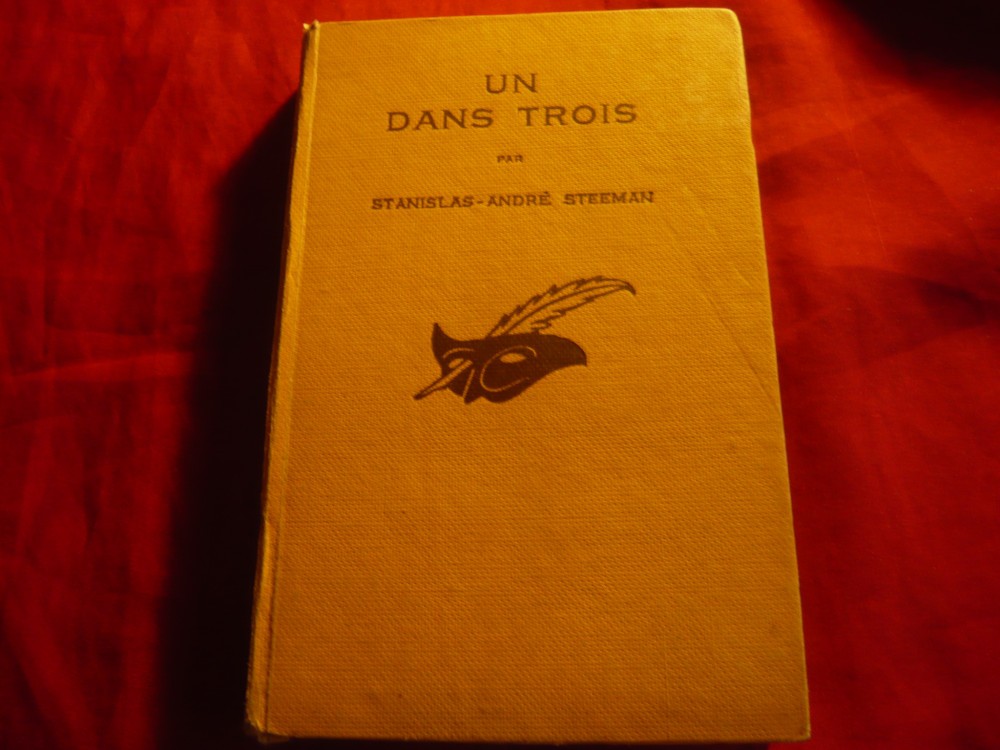 UN
DANS TROIS
PAR
STANISLAS-ANDRÉ STEEMAN